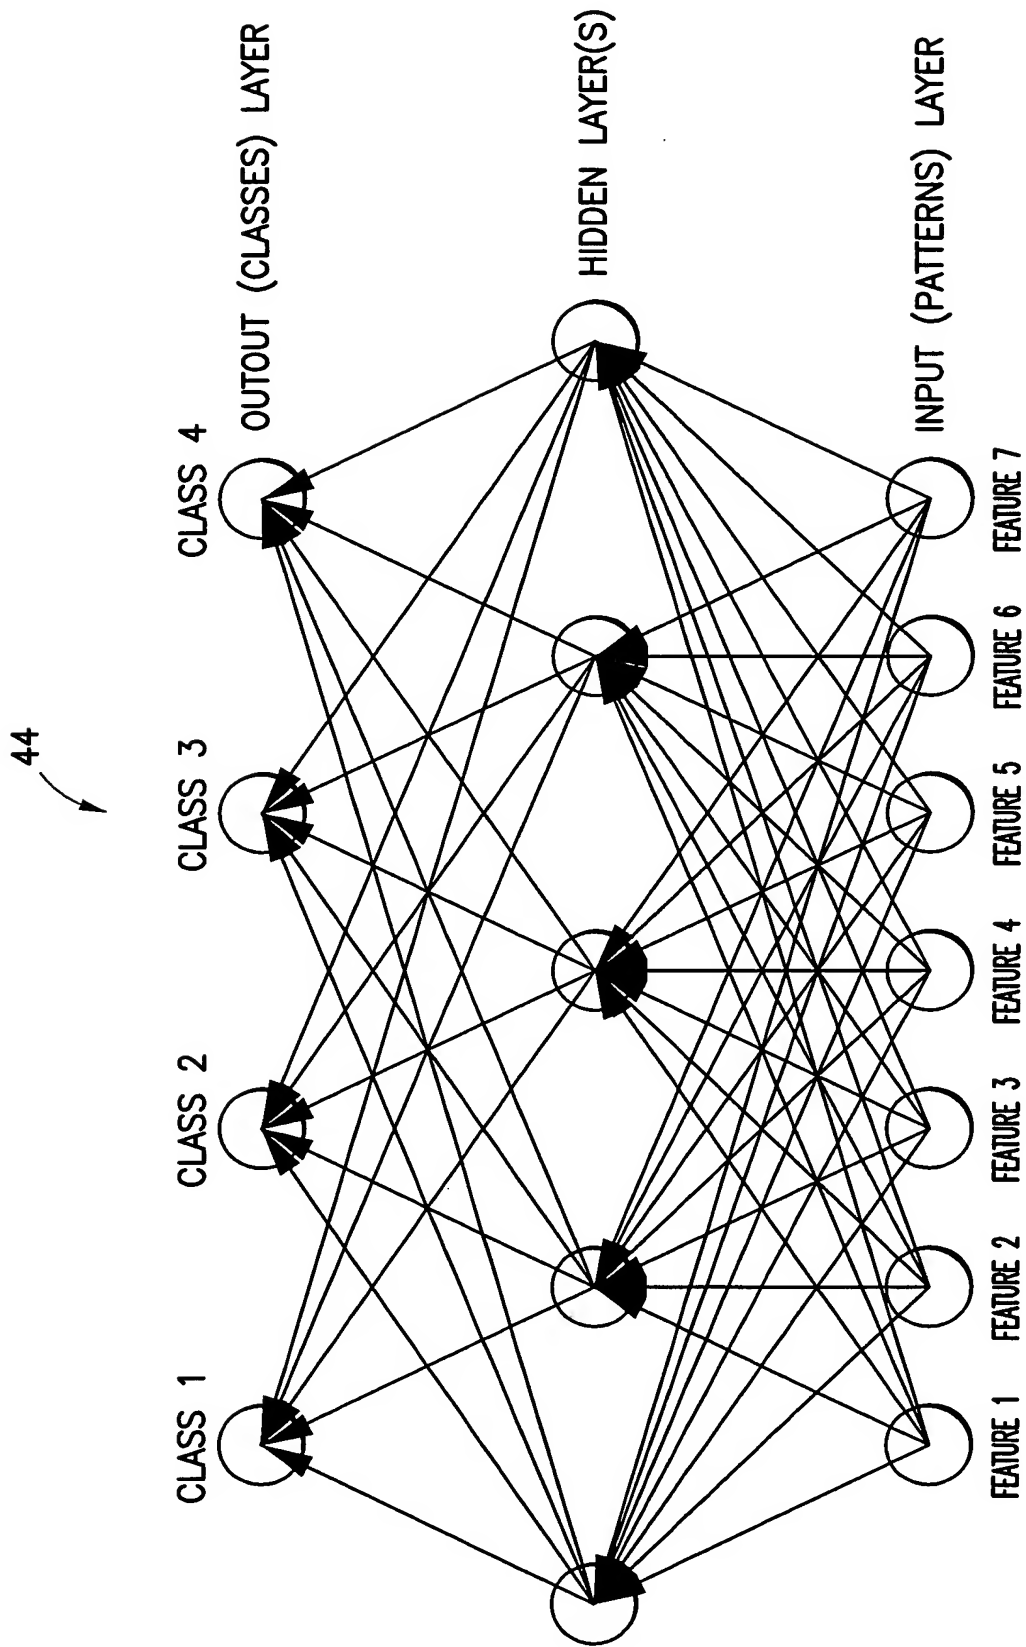 44
CLASS 1
CLASS 2
CLASS 3
CLASS 4
OUTOUT (CLASSES) LAYER
HIDDEN LAYER(S)
INPUT (PATTERNS) LAYER
FEATURE 1
FEATURE 2
FEATURE 3
FEATURE 4
FEATURE 5
FEATURE 6
FEATURE 7